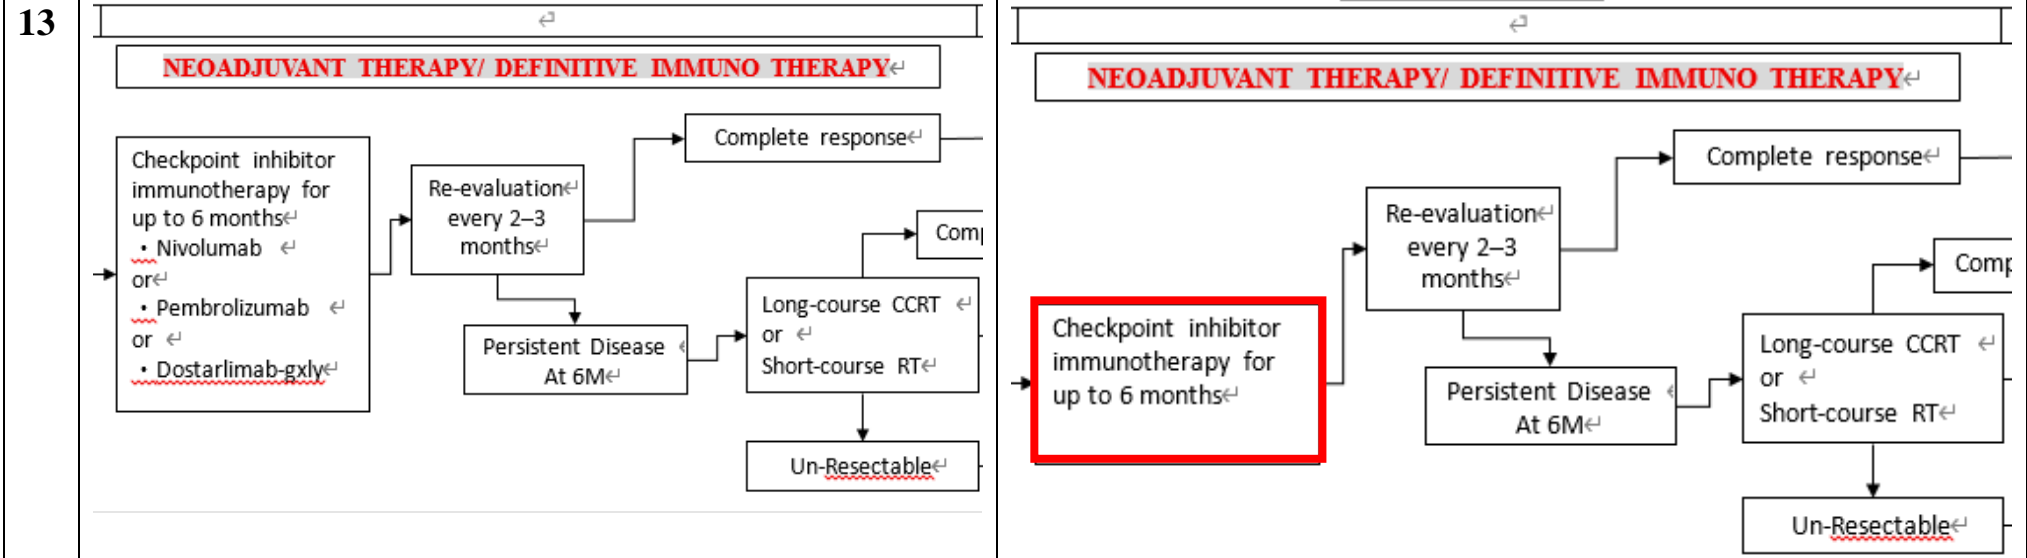 13
NEOADJUVANT THERAPY/ DEFINITIVE IMMUNO THERAPY
Complete response
Checkpoint inhibitor
immunotherapy for
up to 6 months
• Nivolumab
or
• Pembrolizumab
or
• Dostarlimab-gxly
Re-evaluation
every 2–3
months
Persistent Disease
At 6M
Long-course CCRT
or
Short-course RT
Un-Resectable
NEOADJUVANT THERAPY/ DEFINITIVE IMMUNO THERAPY
Complete response
Re-evaluation
every 2–3
months
Checkpoint inhibitor
immunotherapy for
up to 6 months
Persistent Disease
At 6M
Long-course CCRT
or
Short-course RT
Un-Resectable